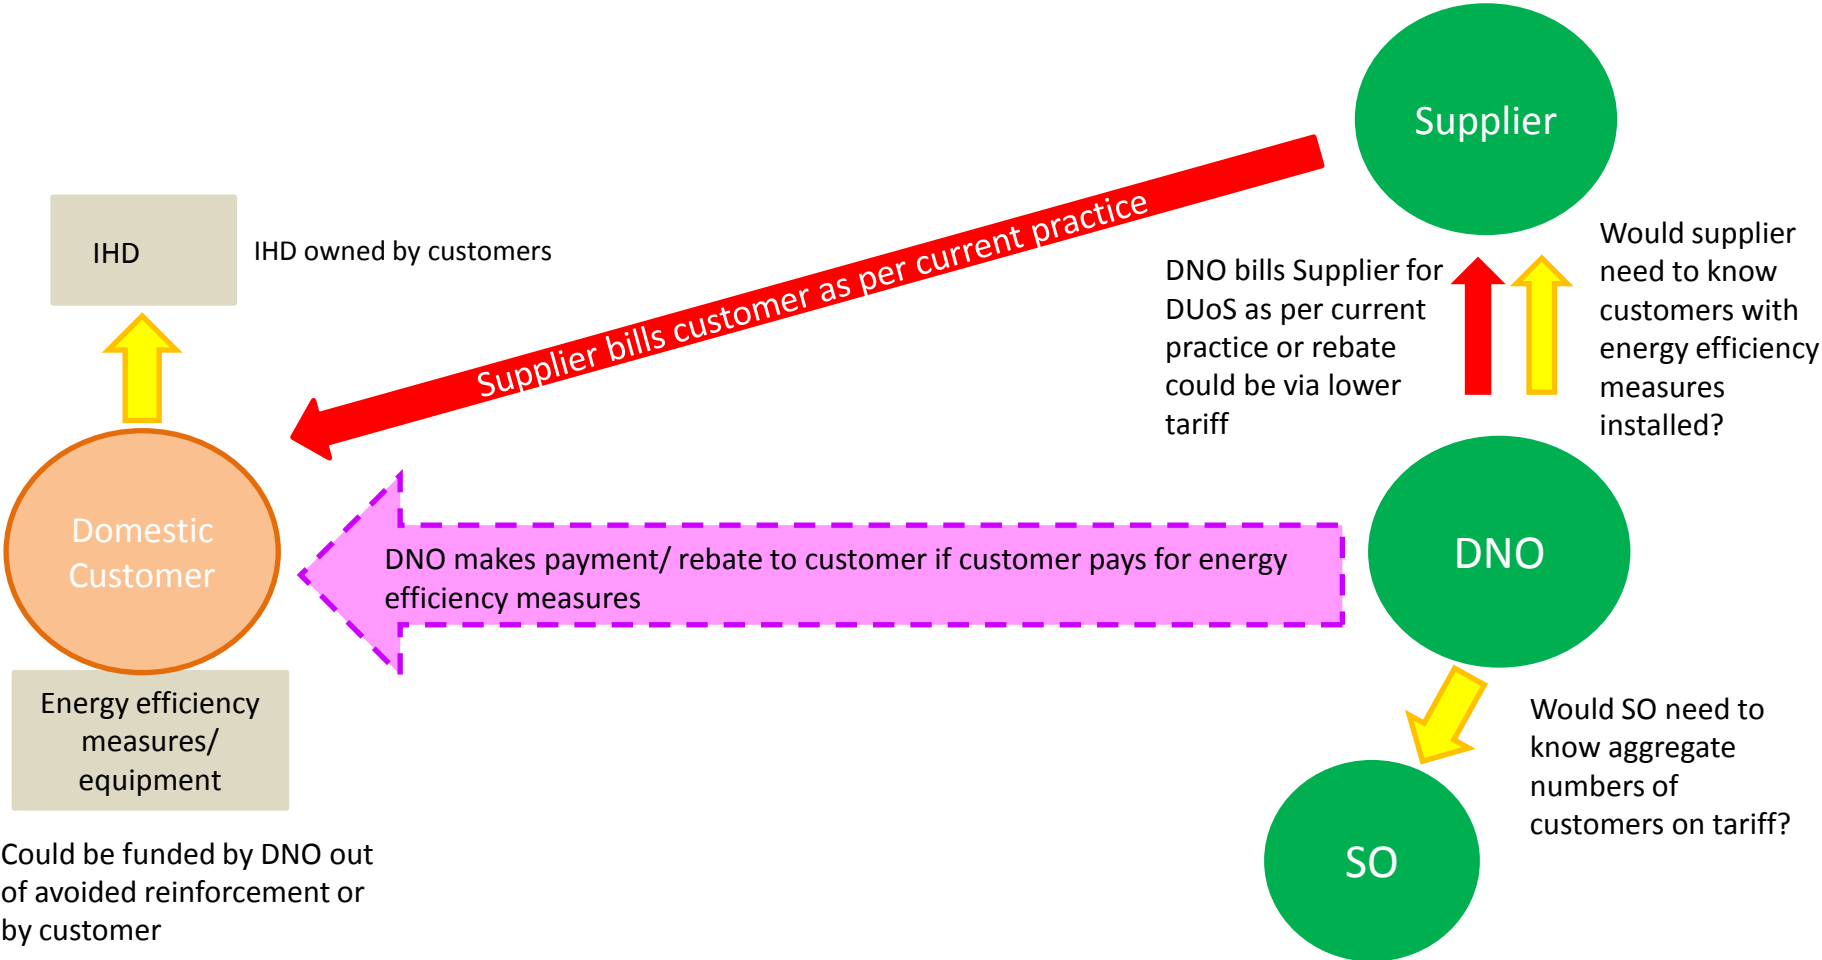 Supplier
Supplier bills customer as per current practice
IHD
IHD owned by customers
DNO bills Supplier for
DUoS as per current
practice or rebate
could be via lower
tariff
Would supplier
need to know
customers with
energy efficiency
measures
installed?
Domestic
Customer
DNO makes payment/ rebate to customer if customer pays for energy
efficiency measures
DNO
Energy efficiency
measures/
equipment
Would SO need to
know aggregate
numbers of
customers on tariff?
SO
Could be funded by DNO out
of avoided reinforcement or
by customer